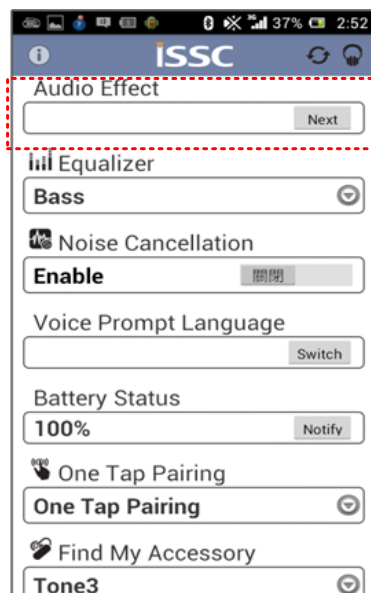 3G 37% 2:52
i ISSC
Audio Effect
Next
Equalizer
Bass
Noise Cancellation
Enable 關閉
Voice Prompt Language
Switch
Battery Status
100% Notify
One Tap Pairing
One Tap Pairing
Find My Accessory
Tone3